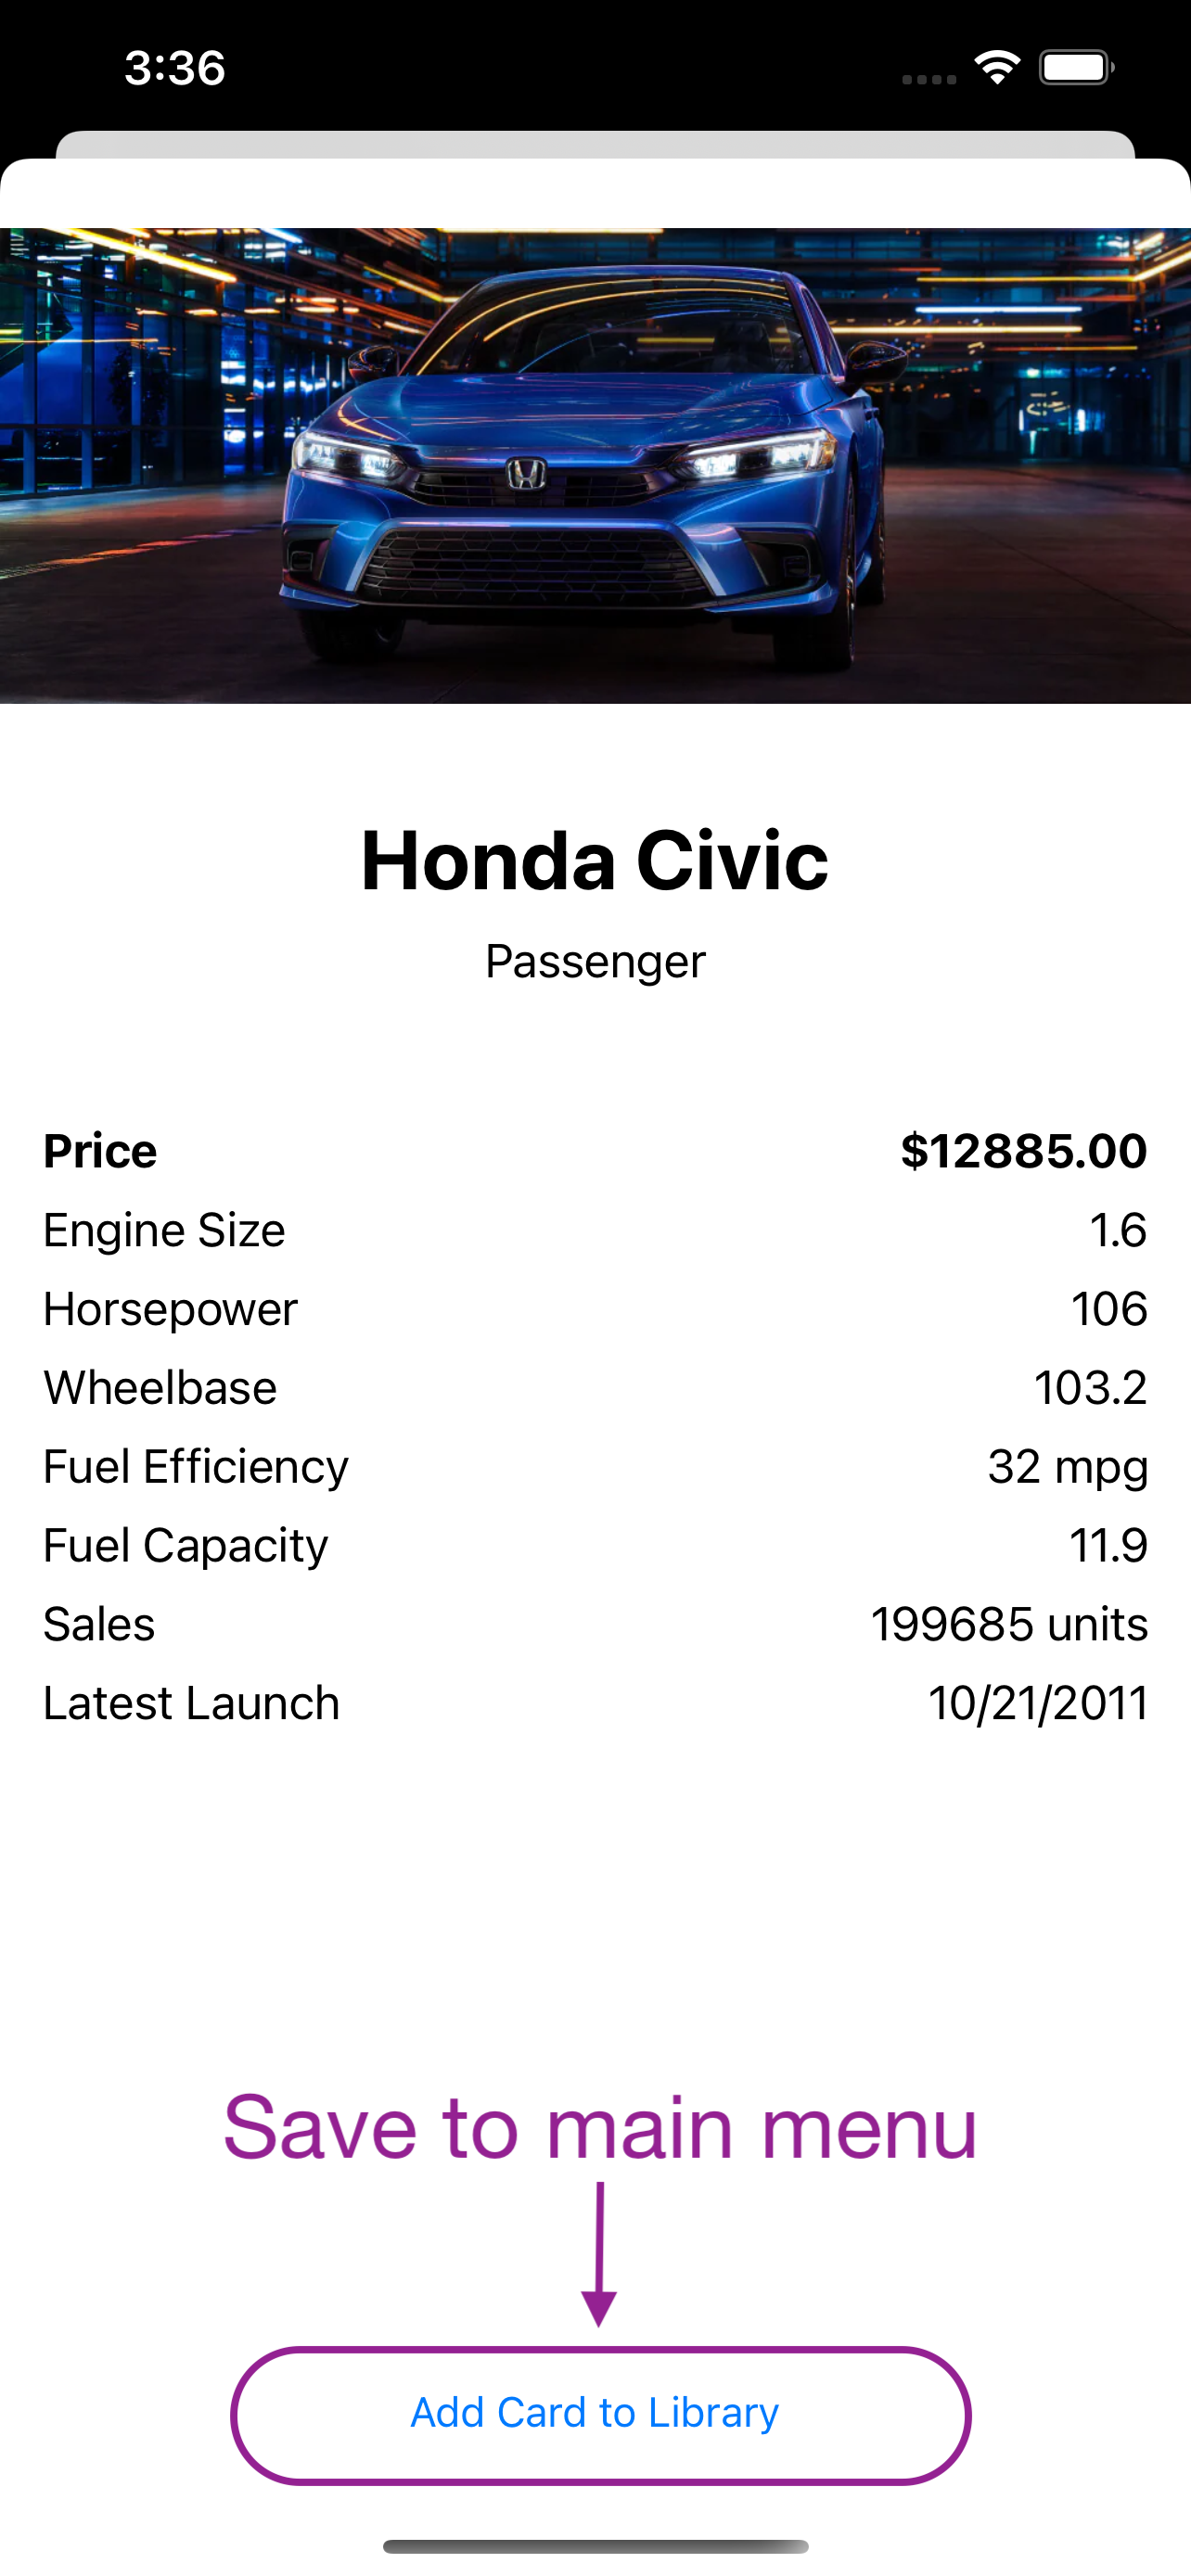 3:36
Honda Civic
Passenger
Price $12885.00
Engine Size 1.6
Horsepower 106
Wheelbase 103.2
Fuel Efficiency 32 mpg
Fuel Capacity 11.9
Sales 199685 units
Latest Launch 10/21/2011
Save to main menu
Add Card to Library